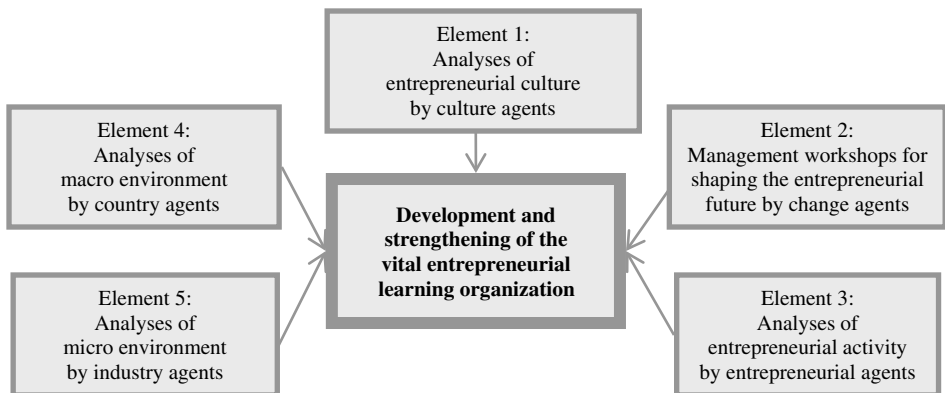 Element 1:
Analyses of
entrepreneurial culture
by culture agents
Element 4:
Analyses of
macro environment
by country agents
Element 2:
Management workshops for
shaping the entrepreneurial
future by change agents
Development and
strengthening of the
vital entrepreneurial
learning organization
Element 5:
Analyses of
micro environment
by industry agents
Element 3:
Analyses of
entrepreneurial activity
by entrepreneurial agents